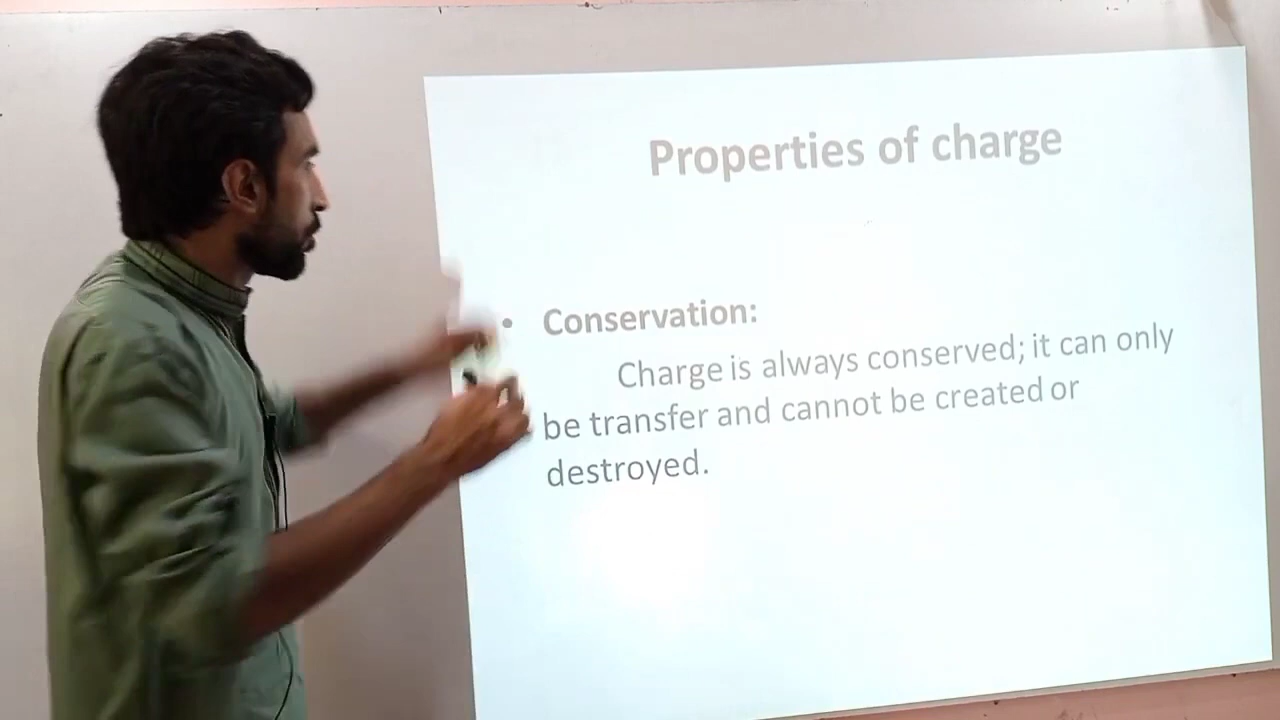 Properties of charge
• Conservation:
Charge is always conserved; it can only
be transfer and cannot be created or
destroyed.